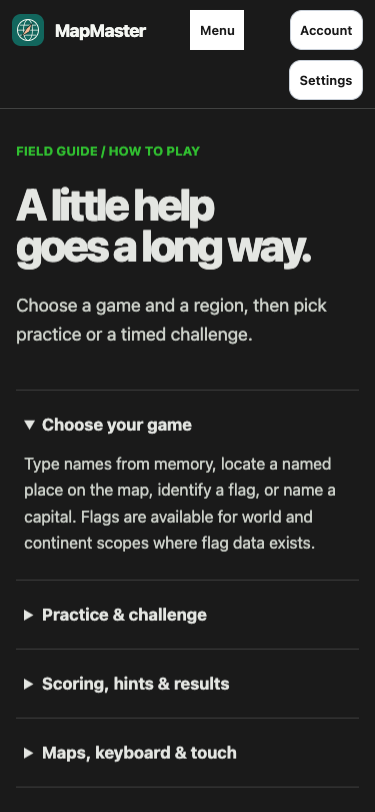 MapMaster
Menu
Account
Settings
FIELD GUIDE / HOW TO PLAY
A little help
goes a long way.
Choose a game and a region, then pick
practice or a timed challenge.
Choose your game
Type names from memory, locate a named
place on the map, identify a flag, or name a
capital. Flags are available for world and
continent scopes where flag data exists.
Practice & challenge
Scoring, hints & results
Maps, keyboard & touch